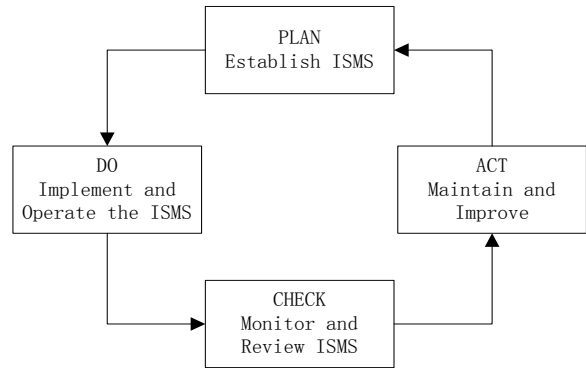 PLAN
Establish ISMS
DO
Implement and
Operate the ISMS
ACT
Maintain and
Improve
CHECK
Monitor and
Review ISMS